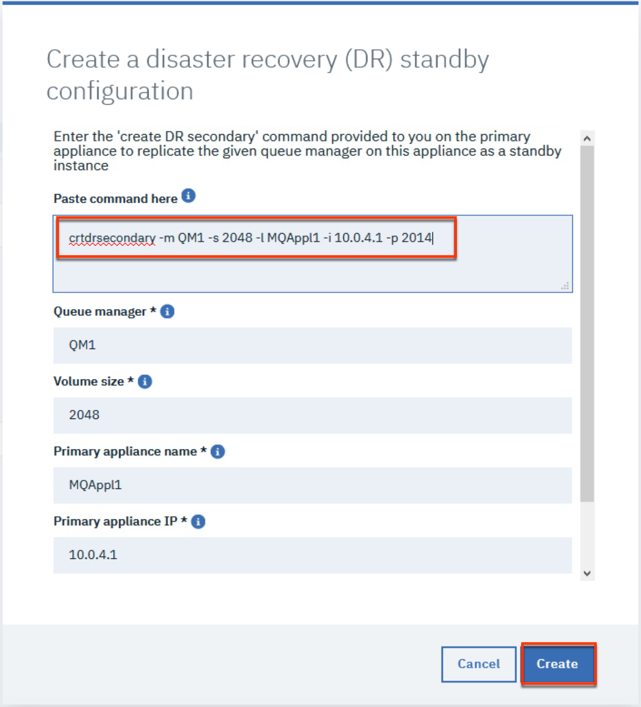 Create a disaster recovery (DR) standby
configuration
Enter the 'create DR secondary' command provided to you on the primary
appliance to replicate the given queue manager on this appliance as a standby
instance
Paste command here
crtdrsecondary -m QM1 -s 2048 -l MQAppl1 -i 10.0.4.1 -p 2014
Queue manager *
QM1
Volume size *
2048
Primary appliance name *
MQAppl1
Primary appliance IP *
10.0.4.1
Cancel
Create